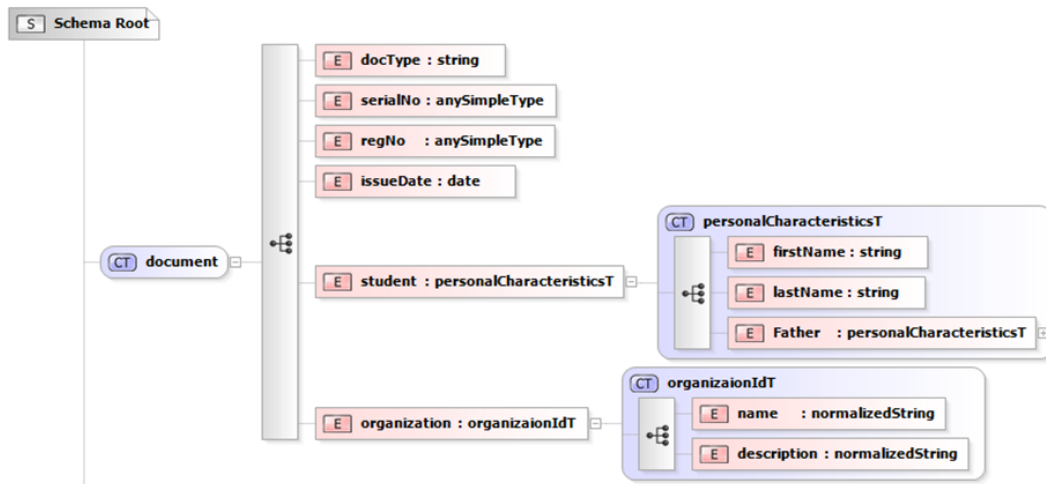 S Schema Root
E docType : string
E serialNo : anySimpleType
E regNo : anySimpleType
E issueDate : date
CT document
E student : personalCharacteristicsT
CT personalCharacteristicsT
E firstName : string
E lastName : string
E Father : personalCharacteristicsT
E organization : organizaionIdT
CT organizaionIdT
E name : normalizedString
E description : normalizedString